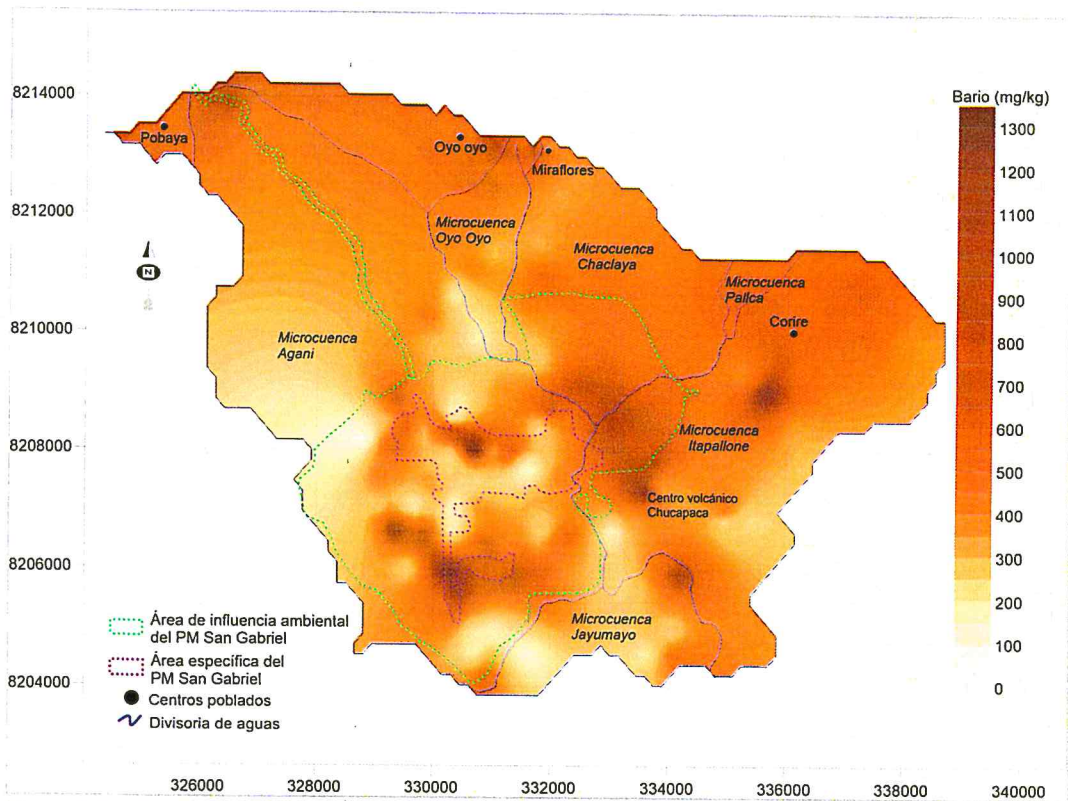 8214000
8212000
8210000
8208000
8206000
8204000
Pobaya
Oyo oyo
Miraflores
Microcuenca
Oyo Oyo
Microcuenca
Chaclaya
Microcuenca
Pallca
Corire
Microcuenca
Agani
Microcuenca
Itapallone
Centro volcánico
Chucapaca
Microcuenca
Jayumayo
N
Bario (mg/kg)
1300
1200
1100
1000
900
800
700
600
500
400
300
200
100
0
Área de influencia ambiental
del PM San Gabriel
Área específica del
PM San Gabriel
Centros poblados
Divisoria de aguas
326000 328000 330000 332000 334000 336000 338000 340000